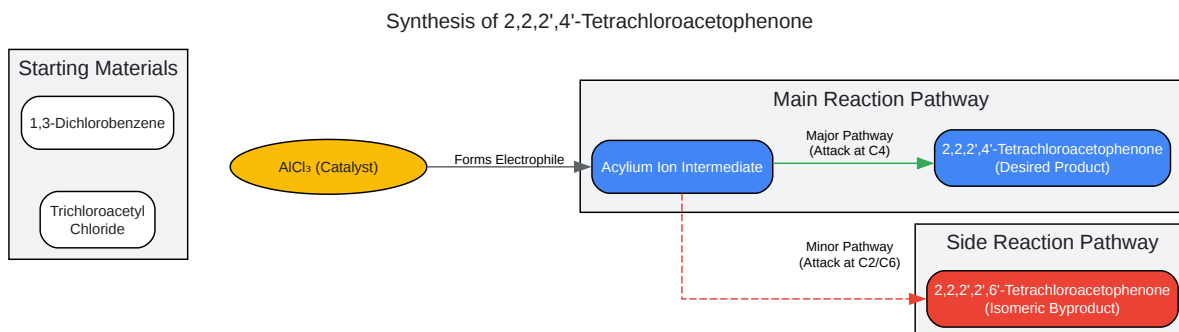 Synthesis of 2,2,2',4'-Tetrachloroacetophenone
Starting Materials
1,3-Dichlorobenzene
Trichloroacetyl
Chloride
AlCl₃ (Catalyst)
Forms Electrophile
Main Reaction Pathway
Acylium Ion Intermediate
Major Pathway
(Attack at C4)
2,2,2',4'-Tetrachloroacetophenone
(Desired Product)
Minor Pathway
(Attack at C2/C6)
Side Reaction Pathway
2,2,2',2',6'-Tetrachloroacetophenone
(Isomeric Byproduct)